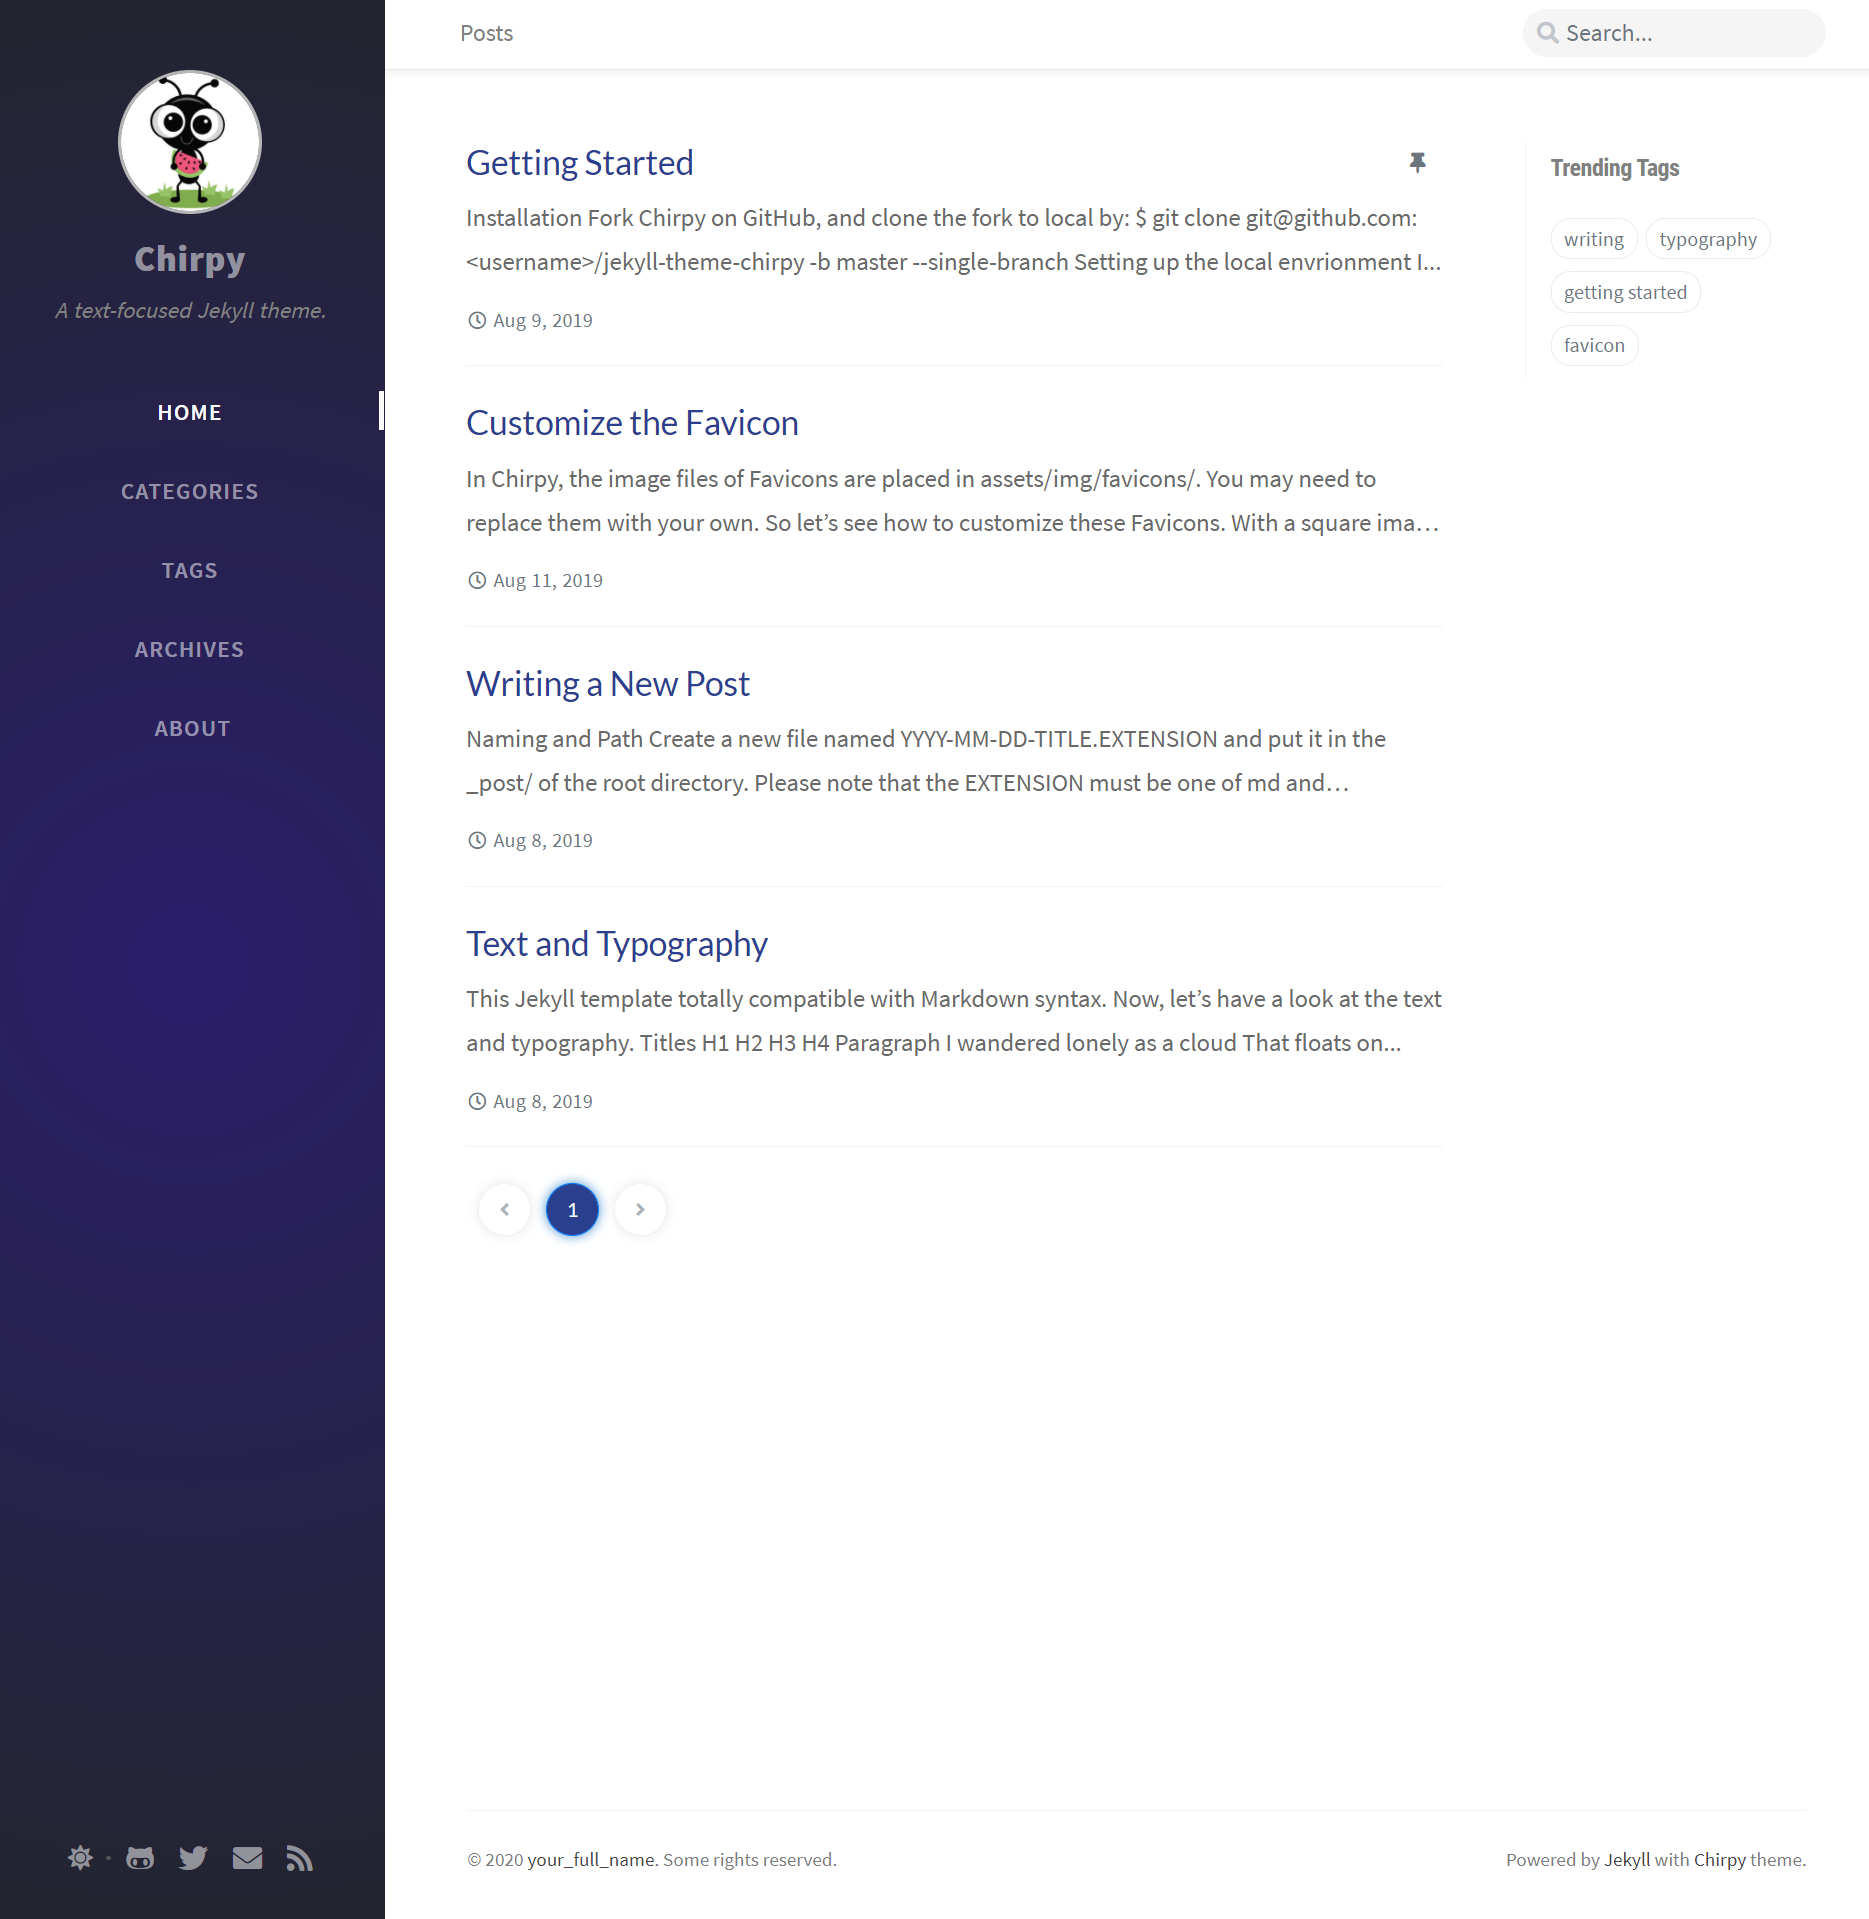 Chirpy
A text-focused Jekyll theme.
HOME
CATEGORIES
TAGS
ARCHIVES
ABOUT
Posts
Search...
Getting Started
Installation Fork Chirpy on GitHub, and clone the fork to local by: $ git clone git@github.com:
<username>/jekyll-theme-chirpy -b master --single-branch Setting up the local envrionment I...
Aug 9, 2019
Customize the Favicon
In Chirpy, the image files of Favicons are placed in assets/img/favicons/. You may need to
replace them with your own. So let’s see how to customize these Favicons. With a square ima…
Aug 11, 2019
Writing a New Post
Naming and Path Create a new file named YYYY-MM-DD-TITLE.EXTENSION and put it in the
_post/ of the root directory. Please note that the EXTENSION must be one of md and…
Aug 8, 2019
Text and Typography
This Jekyll template totally compatible with Markdown syntax. Now, let’s have a look at the text
and typography. Titles H1 H2 H3 H4 Paragraph I wandered lonely as a cloud That floats on...
Aug 8, 2019
1
Trending Tags
writing typography
getting started
favicon
© 2020 your_full_name. Some rights reserved.
Powered by Jekyll with Chirpy theme.